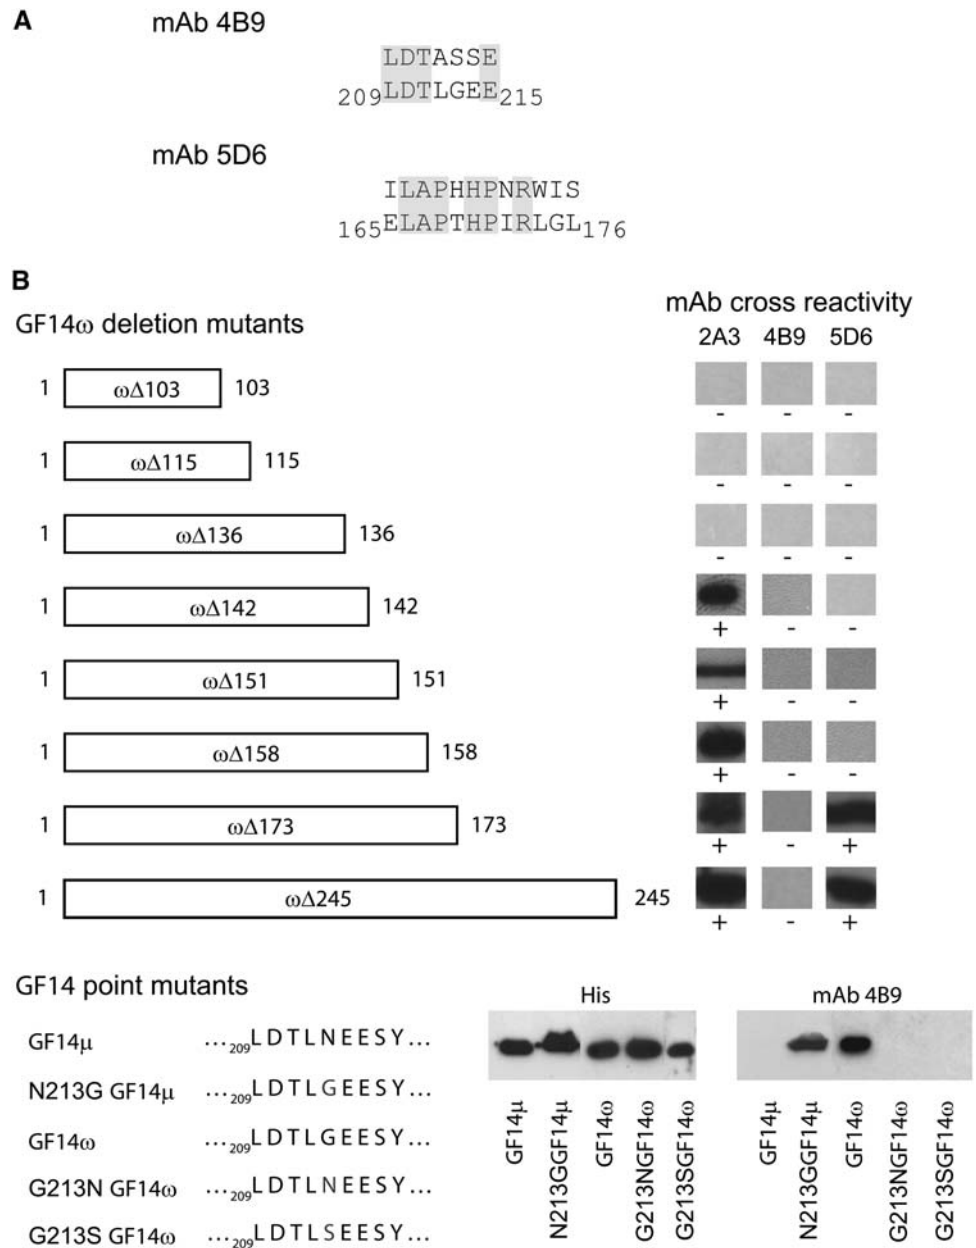 A
mAb 4B9
LDTASSE
209LDTLGEE215
mAb 5D6
ILAPHHPNRWIS
165ELAPTHPIRLGL176
B
GF14ω deletion mutants
mAb cross reactivity
2A3 4B9 5D6
1 ωΔ103 103
- - -
1 ωΔ115 115
- - -
1 ωΔ136 136
- - -
1 ωΔ142 142
+ - -
1 ωΔ151 151
+ - -
1 ωΔ158 158
+ - -
1 ωΔ173 173
+ - +
1 ωΔ245 245
+ - +
GF14 point mutants
His
mAb 4B9
GF14μ ...209LDTLNEESY...
N213G GF14μ ...209LDTLGEESY...
GF14ω ...209LDTLGEESY...
G213N GF14ω ...209LDTLNEESY...
G213S GF14ω ...209LDTLSEESY...
GF14μ
N213GGF14μ
GF14ω
G213NGF14ω
G213SGF14ω
GF14μ
N213GGF14μ
GF14ω
G213NGF14ω
G213SGF14ω